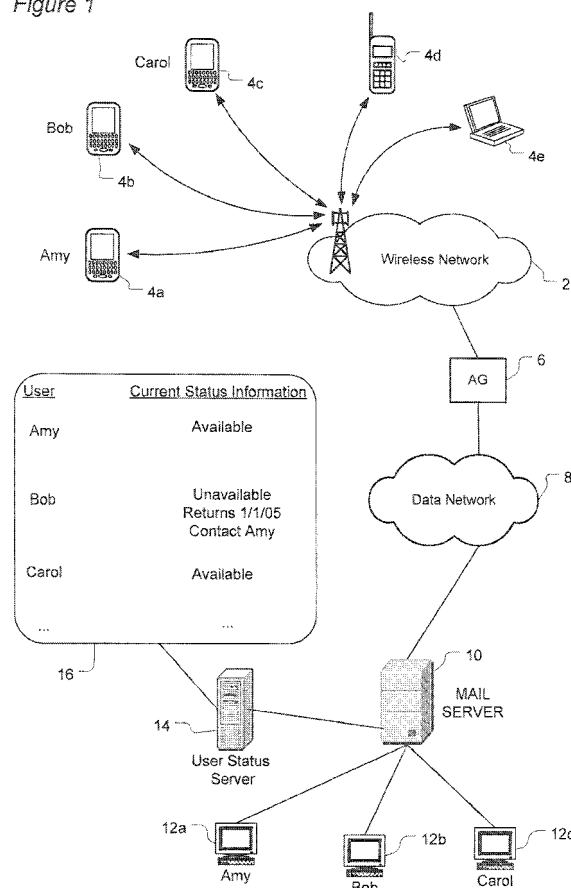 Figure 1
Carol
4c
4d
Bob
4b
4e
Amy
4a
Wireless Network
2
AG
6
User Current Status Information
Amy Available
Bob Unavailable
Returns 1/1/05
Contact Amy
Carol Available
... ...
16
Data Network
8
10
MAIL
SERVER
14
User Status
Server
12a
Amy
12b
Bob
12c
Carol